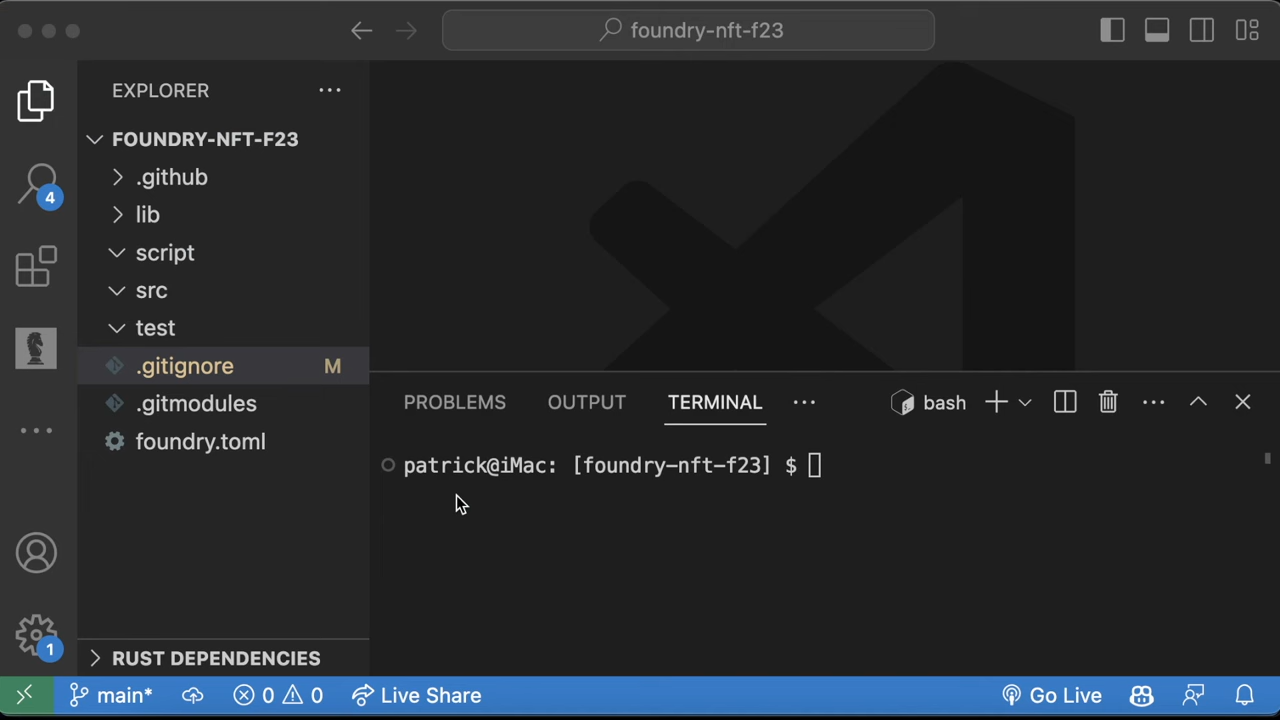 foundry-nft-f23
EXPLORER
FOUNDRY-NFT-F23
.github
lib
script
src
test
.gitignore M
.gitmodules
foundry.toml
RUST DEPENDENCIES
4
1
PROBLEMS OUTPUT TERMINAL bash
patrick@iMac: [foundry-nft-f23] $
main* 0 0 Live Share Go Live